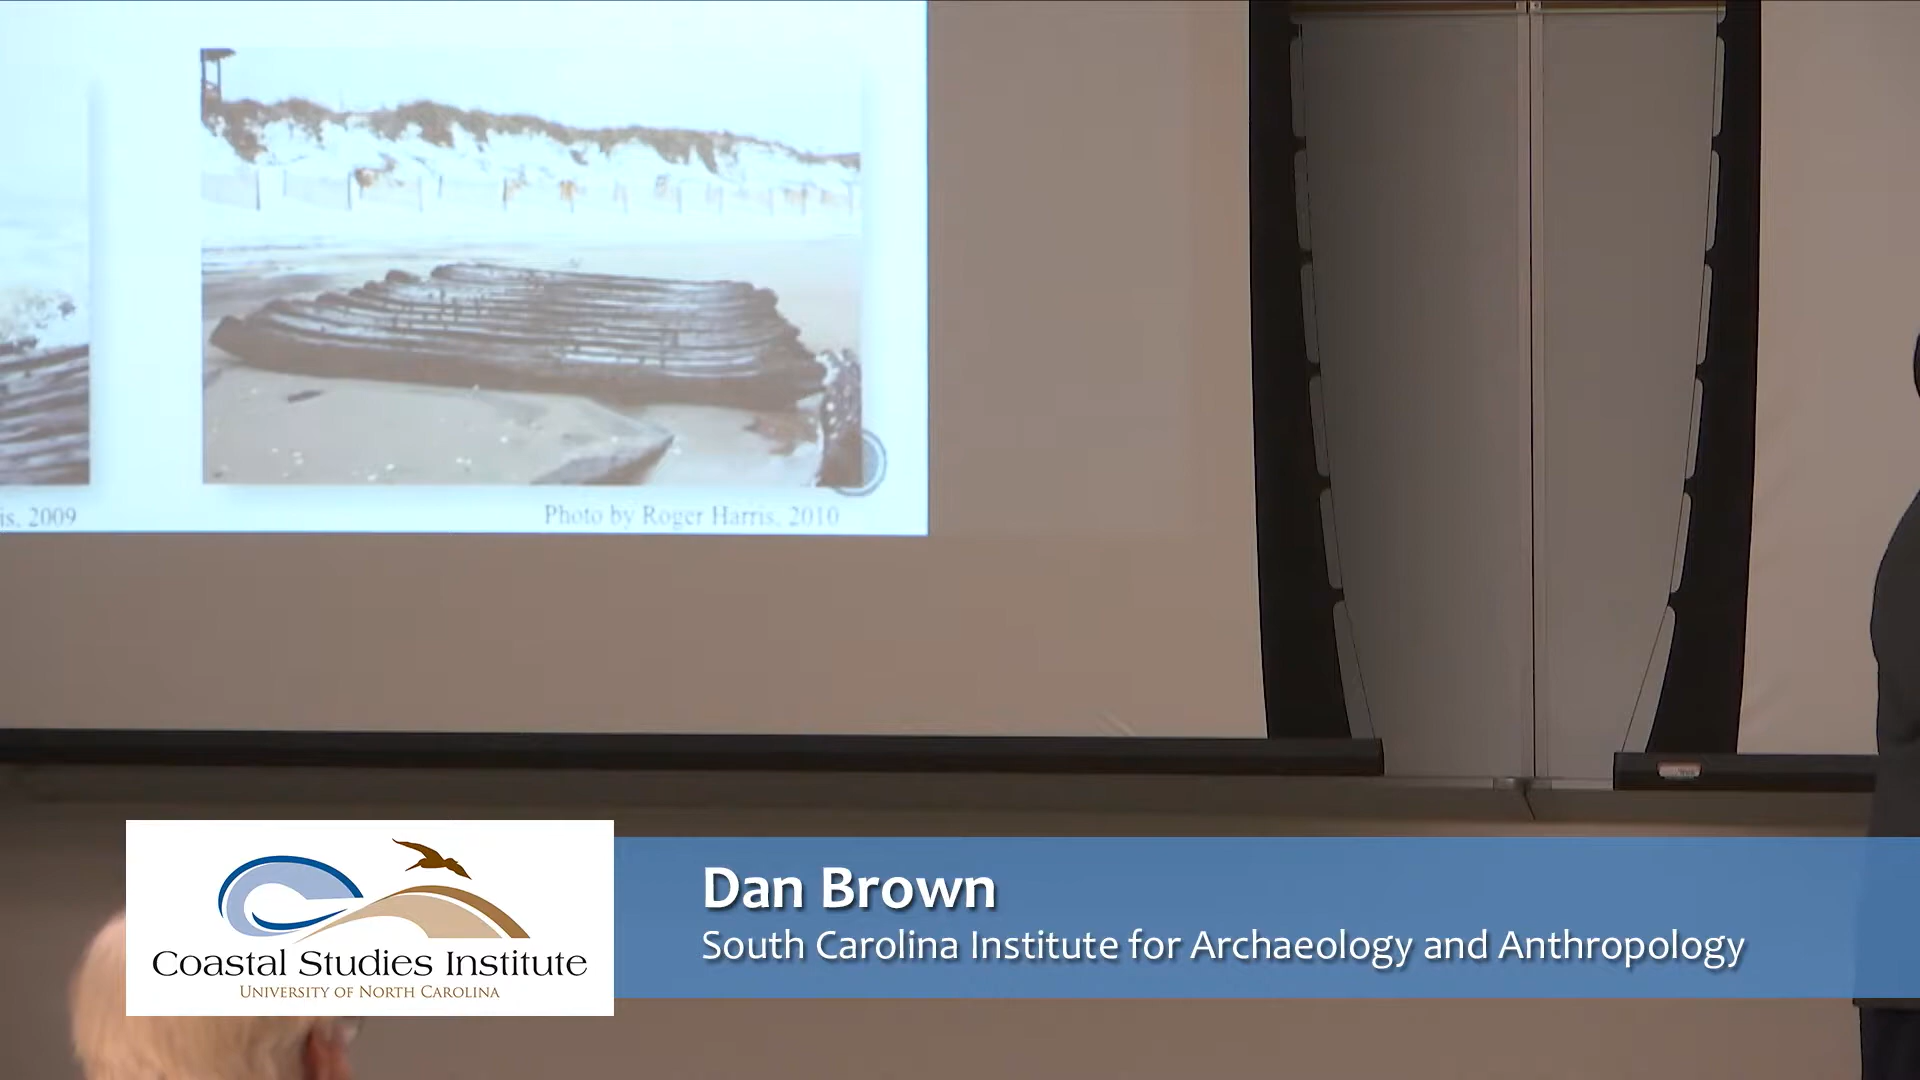 is, 2009
Photo by Roger Harris, 2010
Coastal Studies Institute
UNIVERSITY OF NORTH CAROLINA
Dan Brown
South Carolina Institute for Archaeology and Anthropology